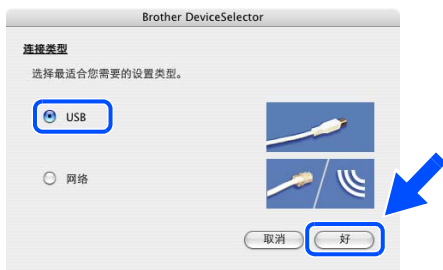 Brother DeviceSelector
连接类型
选择最适合您需要的设置类型。
USB
网络
取消 好